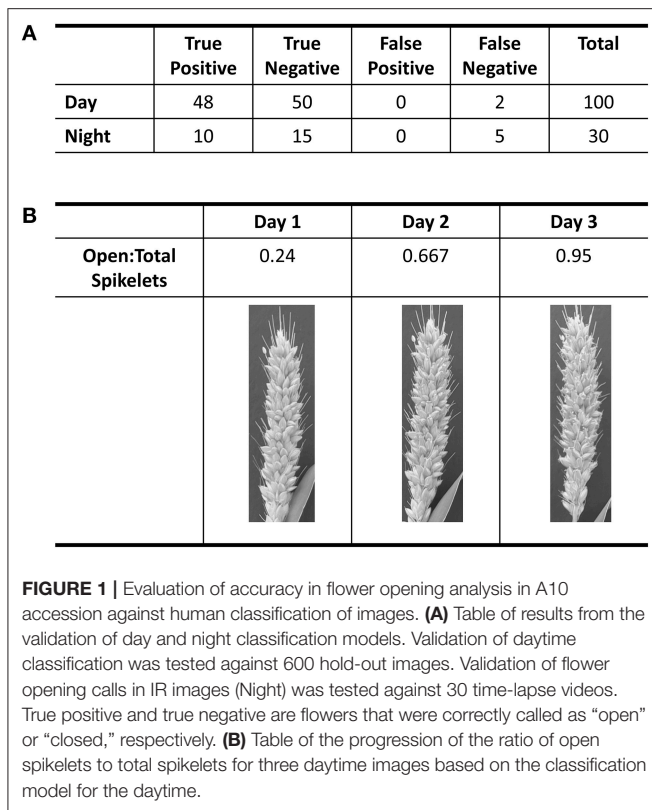 A
True Positive True Negative False Positive False Negative Total
Day 48 50 0 2 100
Night 10 15 0 5 30
B
Day 1 Day 2 Day 3
Open:Total Spikelets 0.24 0.667 0.95
FIGURE 1 | Evaluation of accuracy in flower opening analysis in A10
accession against human classification of images. (A) Table of results from the
validation of day and night classification models. Validation of daytime
classification was tested against 600 hold-out images. Validation of flower
opening calls in IR images (Night) was tested against 30 time-lapse videos.
True positive and true negative are flowers that were correctly called as “open”
or “closed,” respectively. (B) Table of the progression of the ratio of open
spikelets to total spikelets for three daytime images based on the classification
model for the daytime.